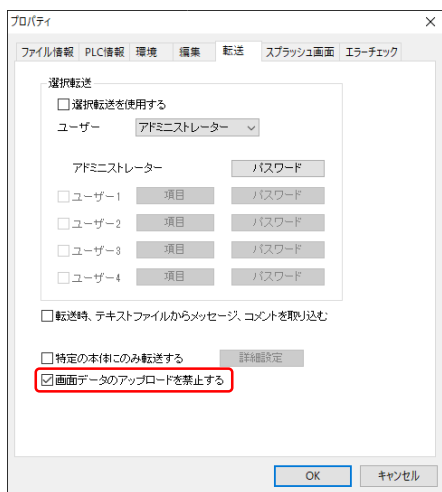 プロパティ
ファイル情報 PLC情報 環境 編集 転送 スプラッシュ画面 エラーチェック
選択転送
選択転送を使用する
ユーザー アドミニストレーター
アドミニストレーター パスワード
ユーザー1 項目 パスワード
ユーザー2 項目 パスワード
ユーザー3 項目 パスワード
ユーザー4 項目 パスワード
転送時、テキストファイルからメッセージ、コメントを取り込む
特定の本体にのみ転送する 詳細設定
画面データのアップロードを禁止する
OK キャンセル